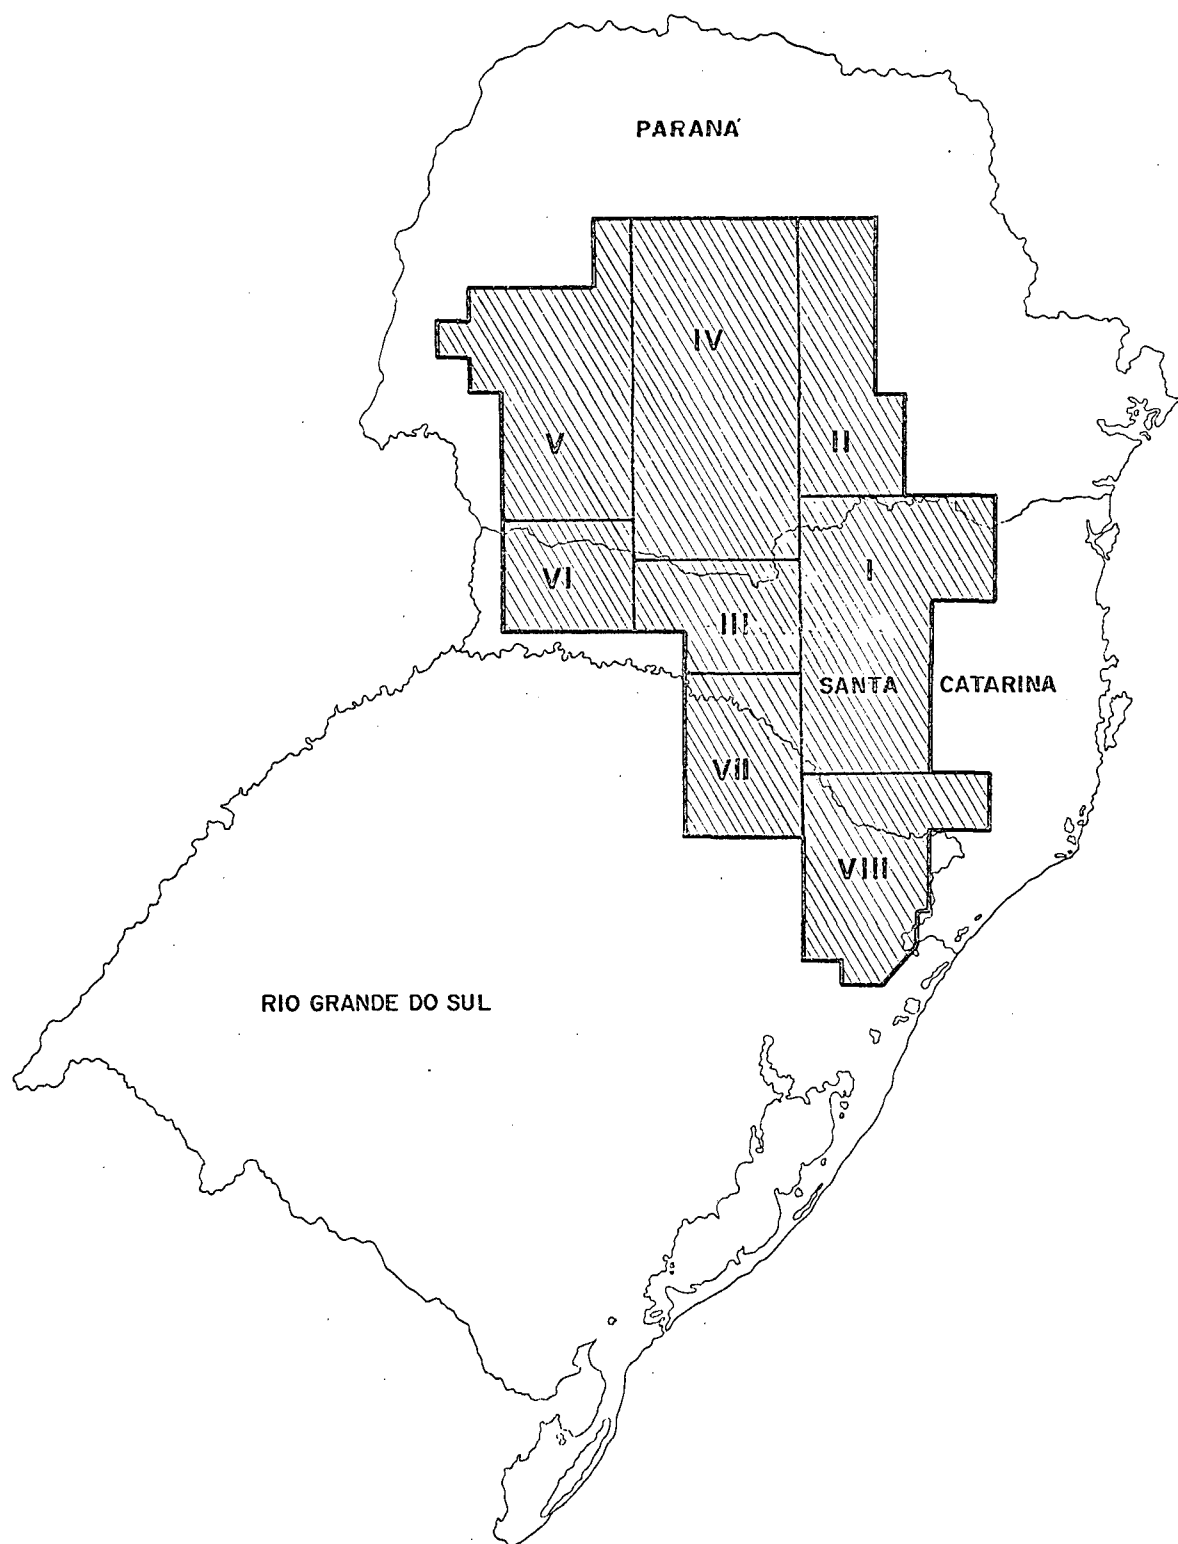 PARANÁ
IV
V
II
VI
I
III
SANTA CATARINA
VII
VIII
RIO GRANDE DO SUL